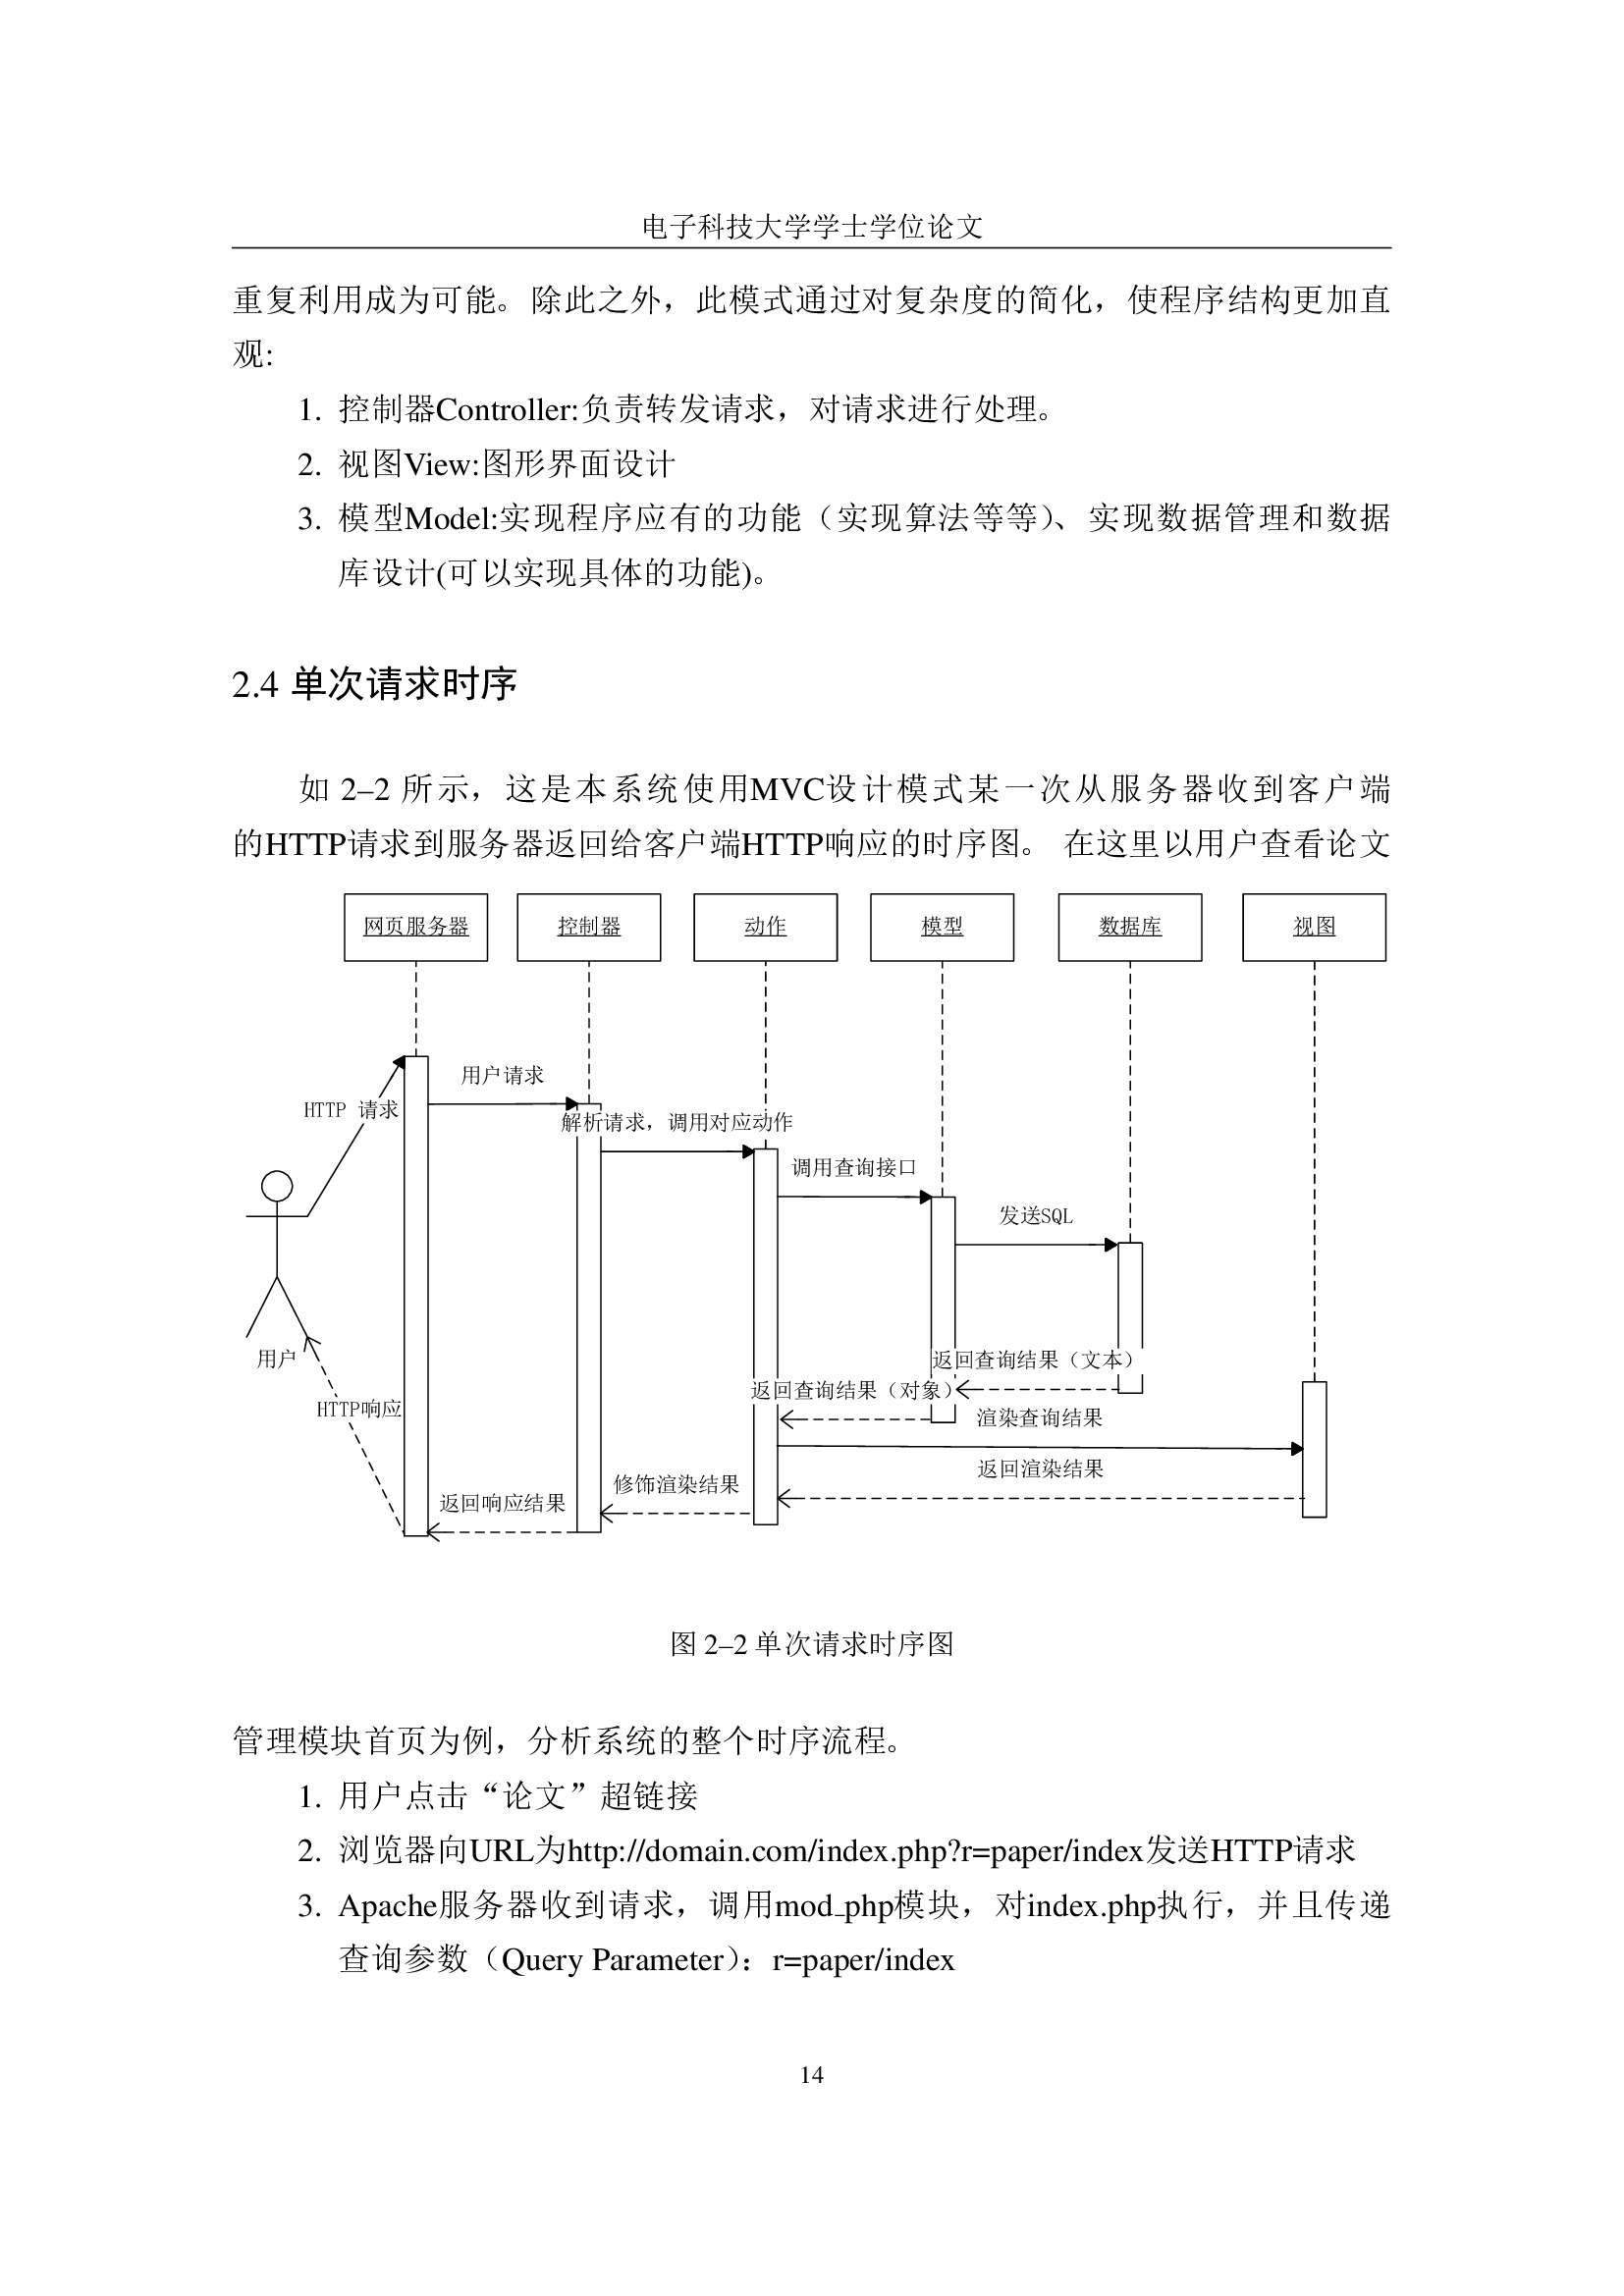 电子科技大学学士学位论文
重复利用成为可能。除此之外，此模式通过对复杂度的简化，使程序结构更加直
观:
1. 控制器Controller:负责转发请求，对请求进行处理。
2. 视图View:图形界面设计
3. 模型Model:实现程序应有的功能（实现算法等等）、实现数据管理和数据
库设计(可以实现具体的功能)。
2.4 单次请求时序
如 2–2 所示，这是本系统使用MVC设计模式某一次从服务器收到客户端
的HTTP请求到服务器返回给客户端HTTP响应的时序图。 在这里以用户查看论文
网页服务器
控制器
动作
模型
数据库
视图
用户请求
HTTP 请求
解析请求，调用对应动作
调用查询接口
发送SQL
用户
返回查询结果（文本）
返回查询结果（对象）
HTTP响应
渲染查询结果
返回渲染结果
修饰渲染结果
返回响应结果
图 2–2 单次请求时序图
管理模块首页为例，分析系统的整个时序流程。
1. 用户点击“论文”超链接
2. 浏览器向URL为http://domain.com/index.php?r=paper/index发送HTTP请求
3. Apache服务器收到请求，调用mod_php模块，对index.php执行，并且传递
查询参数（Query Parameter）：r=paper/index
14